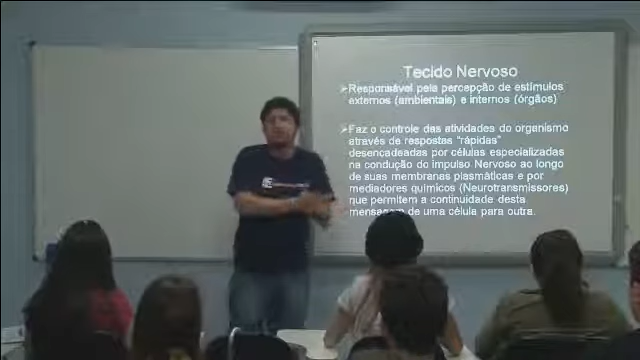 Tecido Nervoso
➢Responsável pela percepção de estímulos
externos (ambientais) e internos (órgãos)
➢Faz o controle das atividades do organismo
através de respostas "rápidas"
desencadeadas por células especializadas
na condução do impulso Nervoso ao longo
de suas membranas plasmáticas e por
mediadores químicos (Neurotransmissores)
que permitem a continuidade desta
mensagem de uma célula para outra.